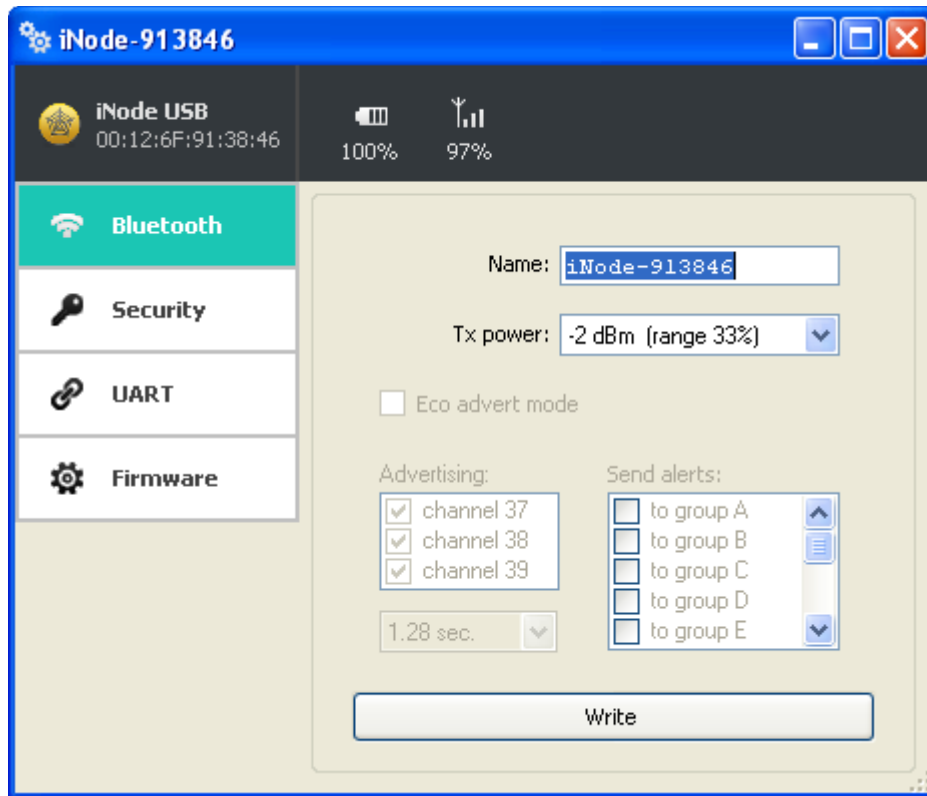 iNode-913846
iNode USB
00:12:6F:91:38:46
100%
97%
Bluetooth
Security
UART
Firmware
Name: iNode-913846
Tx power: -2 dBm (range 33%)
Eco advert mode
Advertising:
channel 37
channel 38
channel 39
1.28 sec.
Send alerts:
to group A
to group B
to group C
to group D
to group E
Write